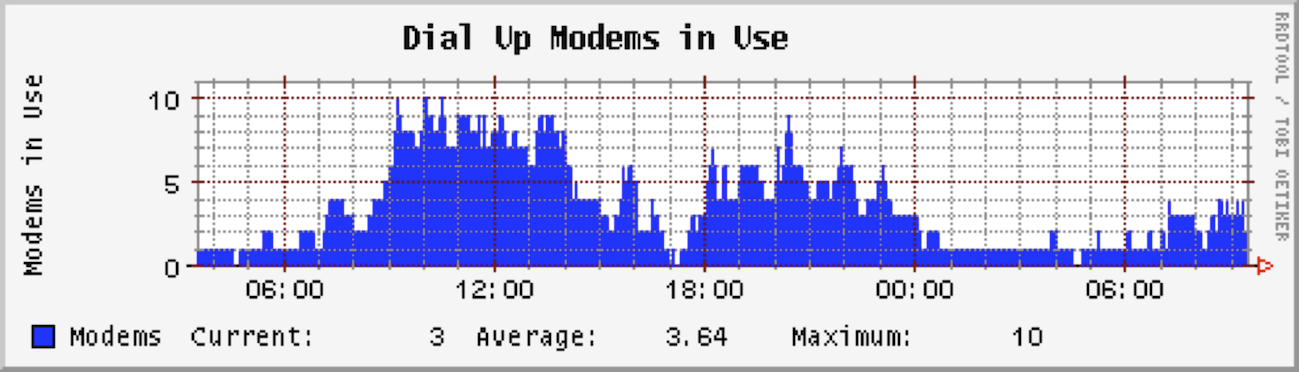 Dial Up Modems in Use
RRDTOOL / TOBI OETIKER
Modems in Use
10
5
0
06:00 12:00 18:00 00:00 06:00
Modems Current: 3 Average: 3.64 Maximum: 10